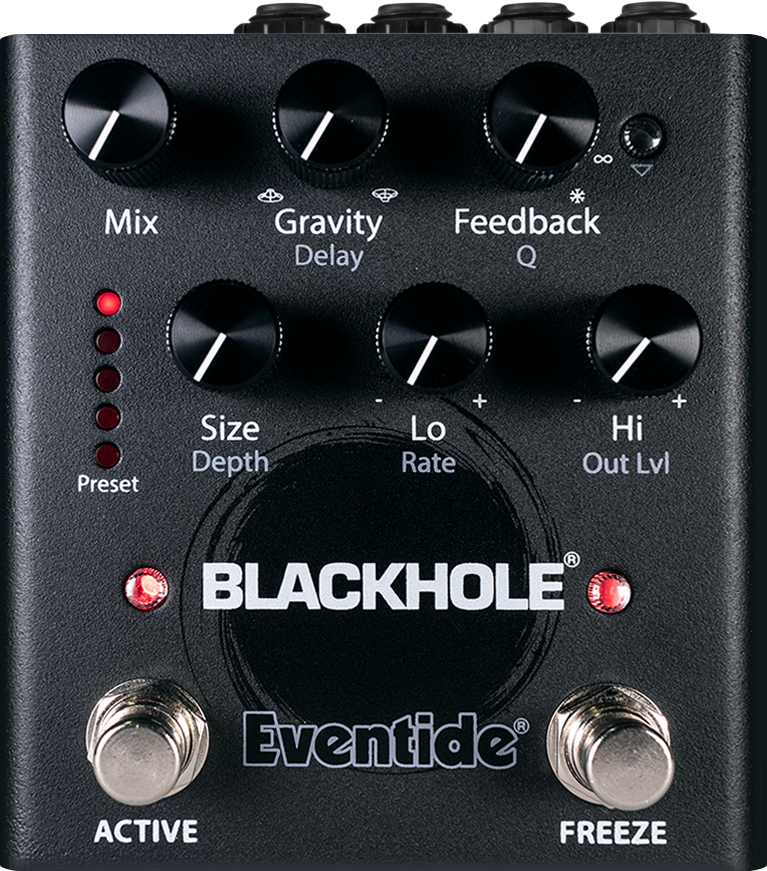 Mix
Gravity
Delay
Feedback
Q
∞
Size
Depth
- Lo +
Rate
- Hi +
Out Lvl
Preset
BLACKHOLE®
Eventide®
ACTIVE
FREEZE